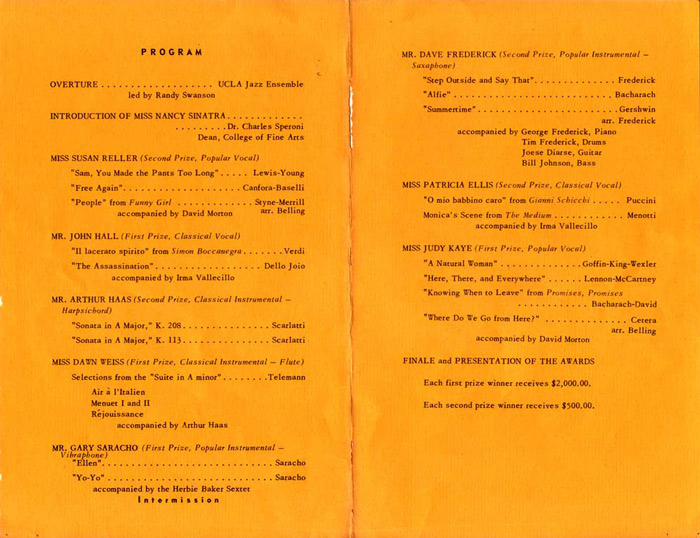 PROGRAM
OVERTURE . . . . . . . . . . . . . . . . . . . UCLA Jazz Ensemble
led by Randy Swanson
INTRODUCTION OF MISS NANCY SINATRA . . . . . . . . . . . . .
. . . . . . . . . Dr. Charles Speroni
Dean, College of Fine Arts
MISS SUSAN RELLER (Second Prize, Popular Vocal)
"Sam, You Made the Pants Too Long" . . . . . Lewis-Young
"Free Again" . . . . . . . . . . . . . . . . . . . . Canfora-Baselli
"People" from Funny Girl . . . . . . . . . . . . . Styne-Merrill
arr. Belling
accompanied by David Morton
MR. JOHN HALL (First Prize, Classical Vocal)
"Il lacerato spirito" from Simon Boccanegra . . . . . . . Verdi
"The Assassination" . . . . . . . . . . . . . . . . . . Dello Joio
accompanied by Irma Vallecillo
MR. ARTHUR HAAS (Second Prize, Classical Instrumental —
Harpsichord)
"Sonata in A Major," K. 208 . . . . . . . . . . . . . . . Scarlatti
"Sonata in A Major," K. 113 . . . . . . . . . . . . . . . Scarlatti
MISS DAWN WEISS (First Prize, Classical Instrumental — Flute)
Selections from the "Suite in A minor" . . . . . . . . Telemann
Air à l'Italien
Menuet I and II
Réjouissance
accompanied by Arthur Haas
MR. GARY SARACHO (First Prize, Popular Instrumental —
Vibraphone)
"Ellen" . . . . . . . . . . . . . . . . . . . . . . . . . . . . . Saracho
"Yo-Yo" . . . . . . . . . . . . . . . . . . . . . . . . . . . . Saracho
accompanied by the Herbie Baker Sextet
Intermission
MR. DAVE FREDERICK (Second Prize, Popular Instrumental —
Saxaphone)
"Step Outside and Say That" . . . . . . . . . . . . . Frederick
"Alfie" . . . . . . . . . . . . . . . . . . . . . . . . . . . . Bacharach
"Summertime" . . . . . . . . . . . . . . . . . . . . . . . Gershwin
arr. Frederick
accompanied by George Frederick, Piano
Tim Frederick, Drums
Joese Diarse, Guitar
Bill Johnson, Bass
MISS PATRICIA ELLIS (Second Prize, Classical Vocal)
"O mio babbino caro" from Gianni Schicchi . . . . . Puccini
Monica's Scene from The Medium . . . . . . . . . . . . Menotti
accompanied by Irma Vallecillo
MISS JUDY KAYE (First Prize, Popular Vocal)
"A Natural Woman" . . . . . . . . . . . . . . Goffin-King-Wexler
"Here, There, and Everywhere" . . . . . . Lennon-McCartney
"Knowing When to Leave" from Promises, Promises
. . . . . . . . . . . . Bacharach-David
"Where Do We Go from Here?" . . . . . . . . . . . . . . Cetera
arr. Belling
accompanied by David Morton
FINALE and PRESENTATION OF THE AWARDS
Each first prize winner receives $2,000.00.
Each second prize winner receives $500.00.